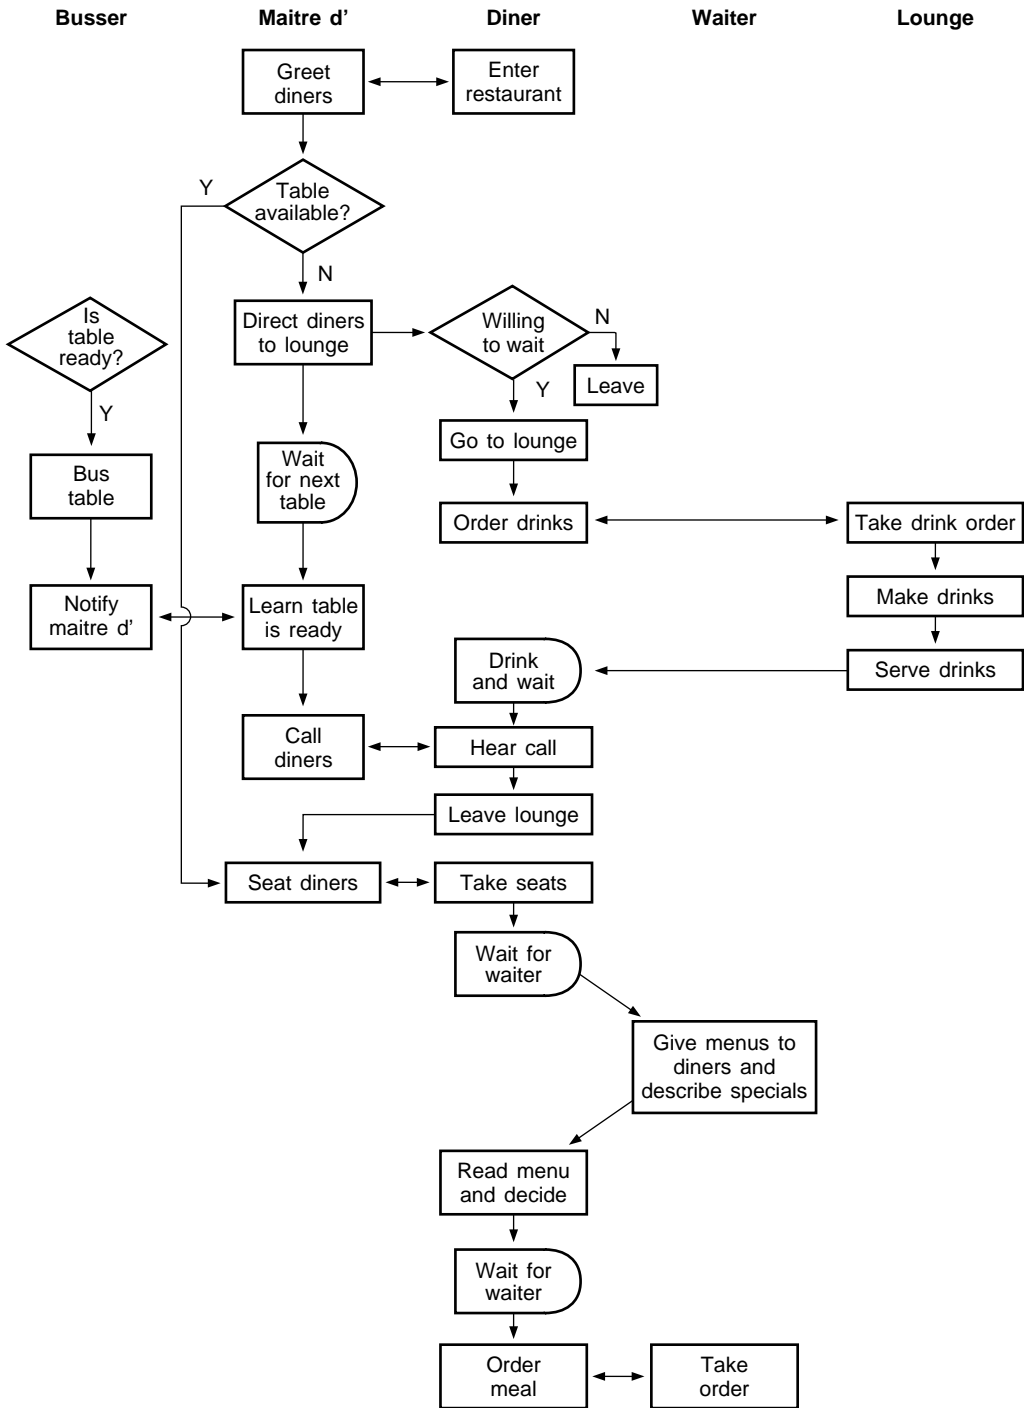 Busser
Maitre d'
Diner
Waiter
Lounge
Greet
diners
Enter
restaurant
Y
Table
available?
N
Is
table
ready?
Direct diners
to lounge
Willing
to wait
N
Leave
Y
Y
Go to lounge
Bus
table
Wait
for next
table
Order drinks
Take drink order
Notify
maitre d'
Learn table
is ready
Make drinks
Drink
and wait
Serve drinks
Call
diners
Hear call
Leave lounge
Seat diners
Take seats
Wait for
waiter
Give menus to
diners and
describe specials
Read menu
and decide
Wait for
waiter
Order
meal
Take
order